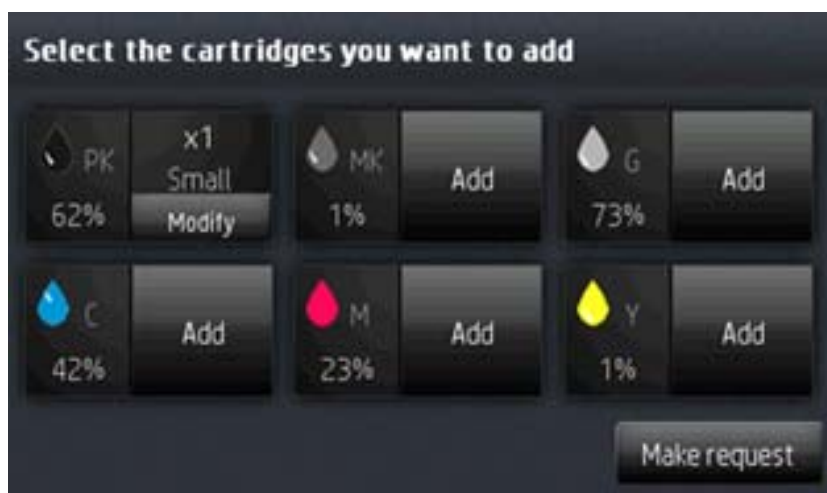 Select the cartridges you want to add
PK
62%
x1
Small
Modify
MK
1%
Add
G
73%
Add
C
42%
Add
M
23%
Add
Y
1%
Add
Make request